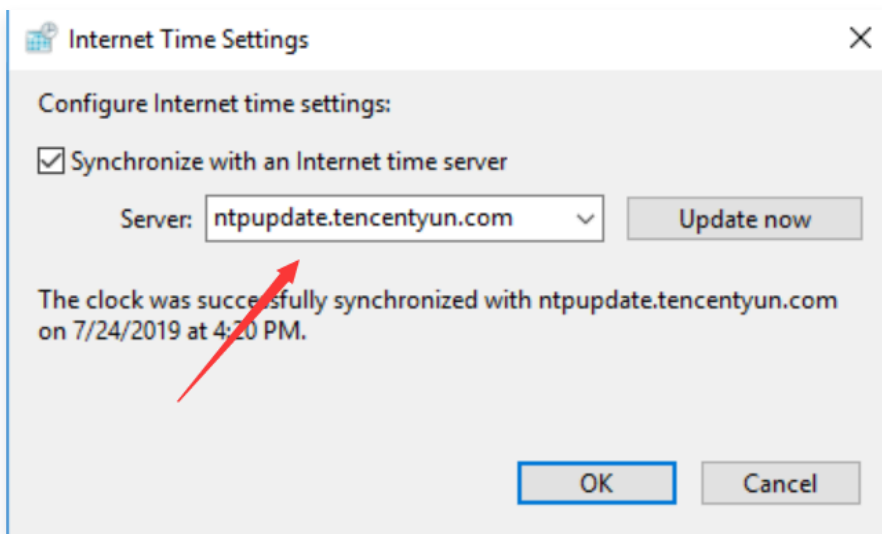 Internet Time Settings
Configure Internet time settings:
Synchronize with an Internet time server
Server: ntpupdate.tencentyun.com Update now
The clock was successfully synchronized with ntpupdate.tencentyun.com
on 7/24/2019 at 4:20 PM.
OK Cancel